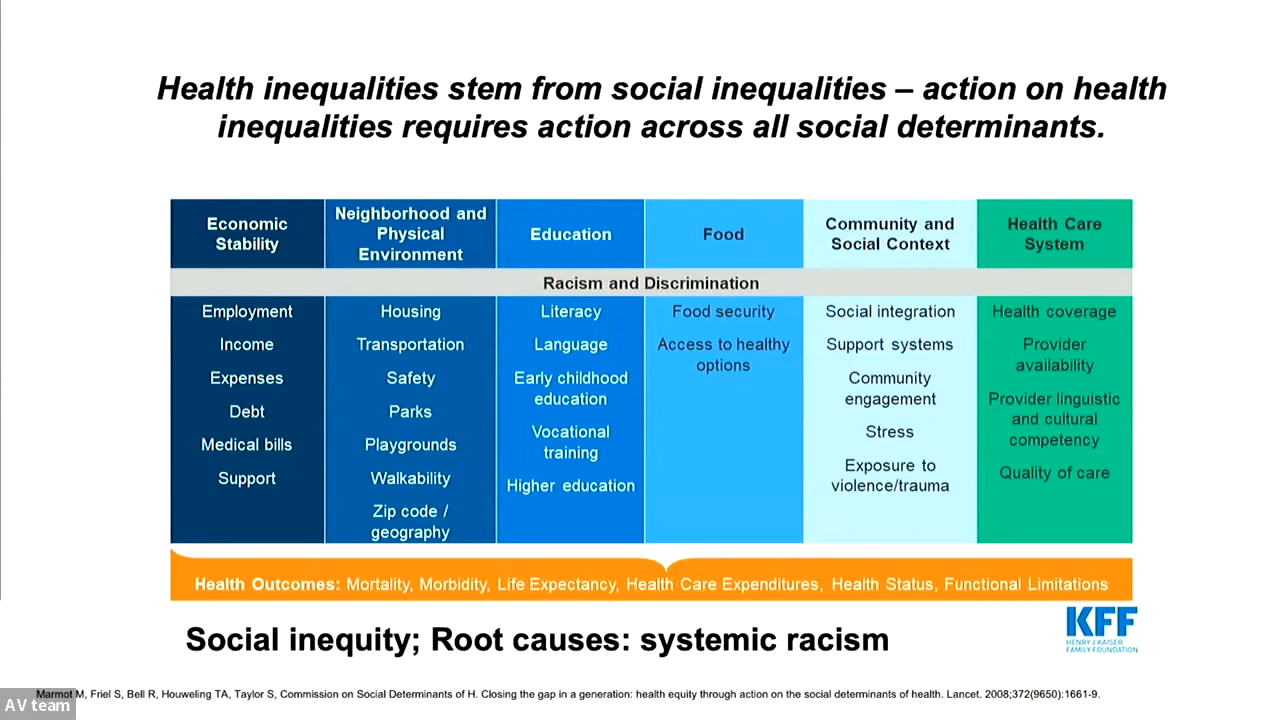 Health inequalities stem from social inequalities – action on health
inequalities requires action across all social determinants.
Economic
Stability
Neighborhood and
Physical
Environment
Education
Food
Community and
Social Context
Health Care
System
Racism and Discrimination
Employment
Income
Expenses
Debt
Medical bills
Support
Housing
Transportation
Safety
Parks
Playgrounds
Walkability
Zip code /
geography
Literacy
Language
Early childhood
education
Vocational
training
Higher education
Food security
Access to healthy
options
Social integration
Support systems
Community
engagement
Stress
Exposure to
violence/trauma
Health coverage
Provider
availability
Provider linguistic
and cultural
competency
Quality of care
Health Outcomes: Mortality, Morbidity, Life Expectancy, Health Care Expenditures, Health Status, Functional Limitations
Social inequity; Root causes: systemic racism
KFF
HENRY J KAISER
FAMILY FOUNDATION
Marmot M, Friel S, Bell R, Houweling TA, Taylor S, Commission on Social Determinants of H. Closing the gap in a generation: health equity through action on the social determinants of health. Lancet. 2008;372(9650):1661-9.
AV team